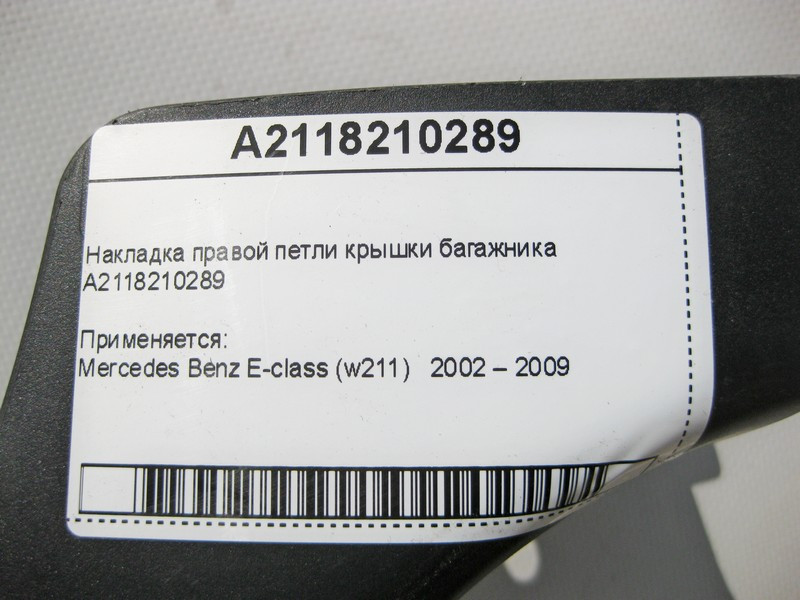 A2118210289
Накладка правой петли крышки багажника
A2118210289
Применяется:
Mercedes Benz E-class (w211) 2002 – 2009